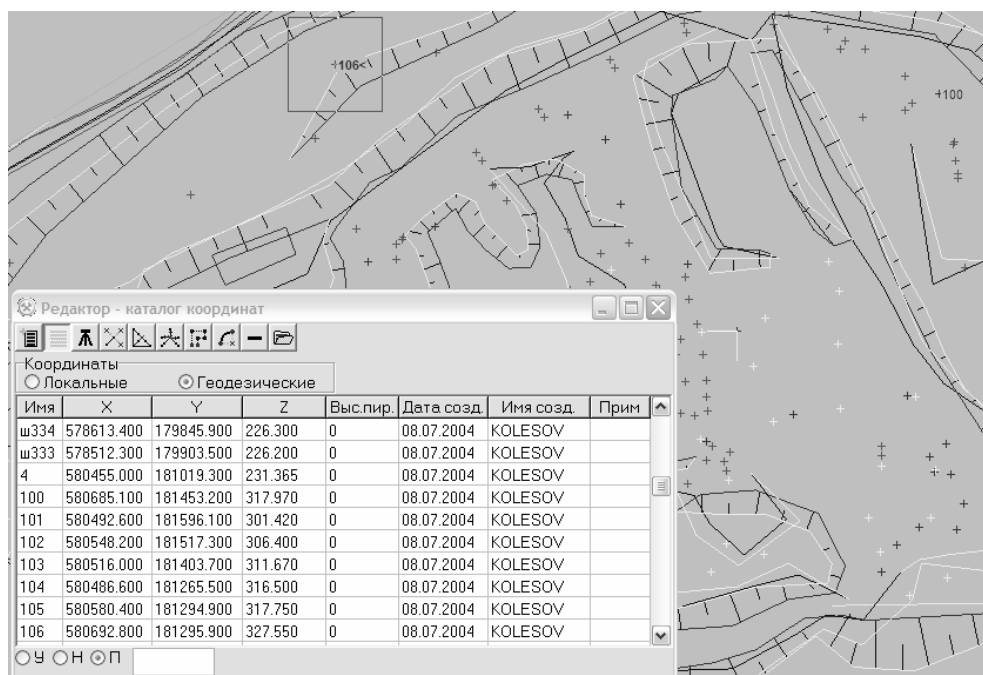 +106<
+100
Редактор - каталог координат
Координаты
Локальные Геодезические
Имя X Y Z Выс.пир. Дата созд. Имя созд. Прим
ш334 578613.400 179845.900 226.300 0 08.07.2004 KOLESOV
ш333 578512.300 179903.500 226.200 0 08.07.2004 KOLESOV
4 580455.000 181019.300 231.365 0 08.07.2004 KOLESOV
100 580685.100 181453.200 317.970 0 08.07.2004 KOLESOV
101 580492.600 181596.100 301.420 0 08.07.2004 KOLESOV
102 580548.200 181517.300 306.400 0 08.07.2004 KOLESOV
103 580516.000 181403.700 311.670 0 08.07.2004 KOLESOV
104 580486.600 181265.500 316.500 0 08.07.2004 KOLESOV
105 580580.400 181294.900 317.750 0 08.07.2004 KOLESOV
106 580692.800 181295.900 327.550 0 08.07.2004 KOLESOV
У Н П